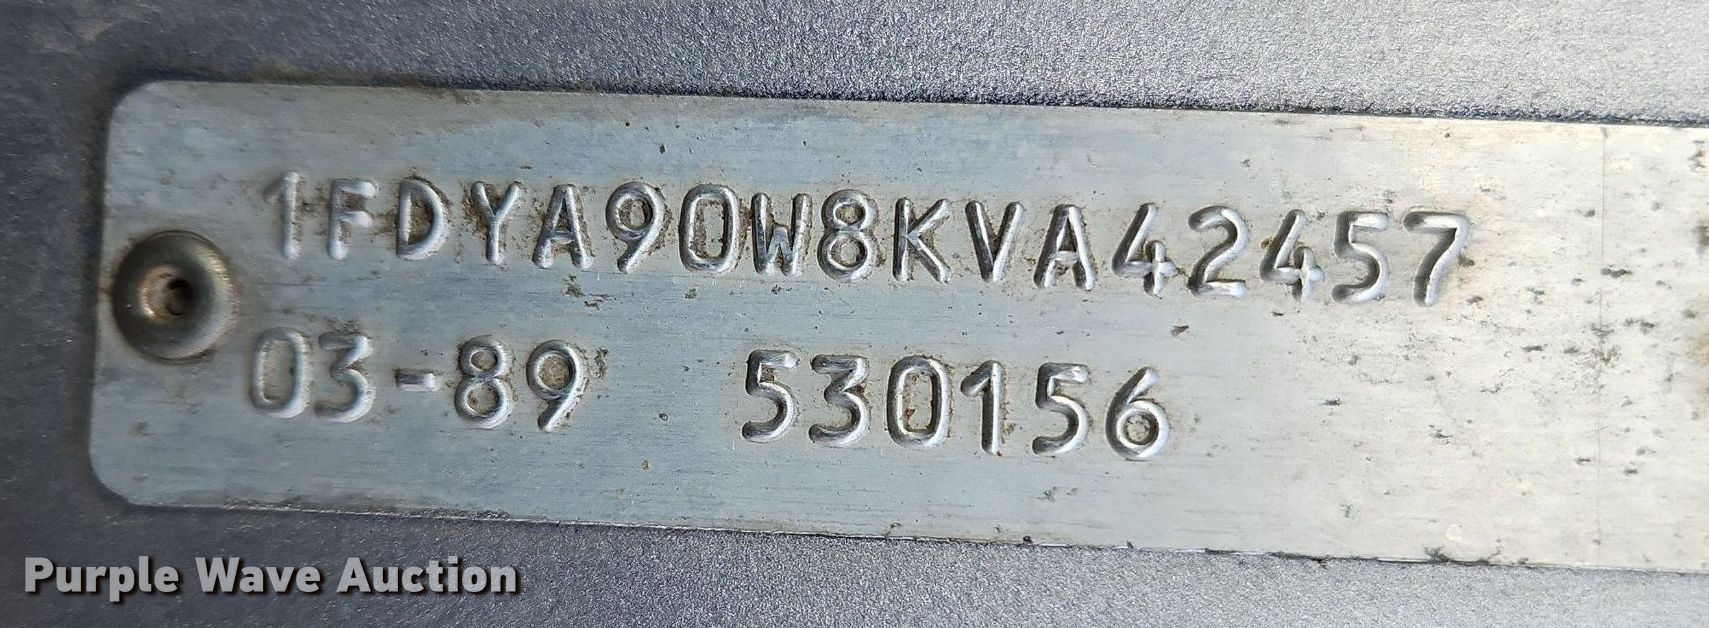 1FDYA90W8KVA42457
03-89 530156
Purple Wave Auction